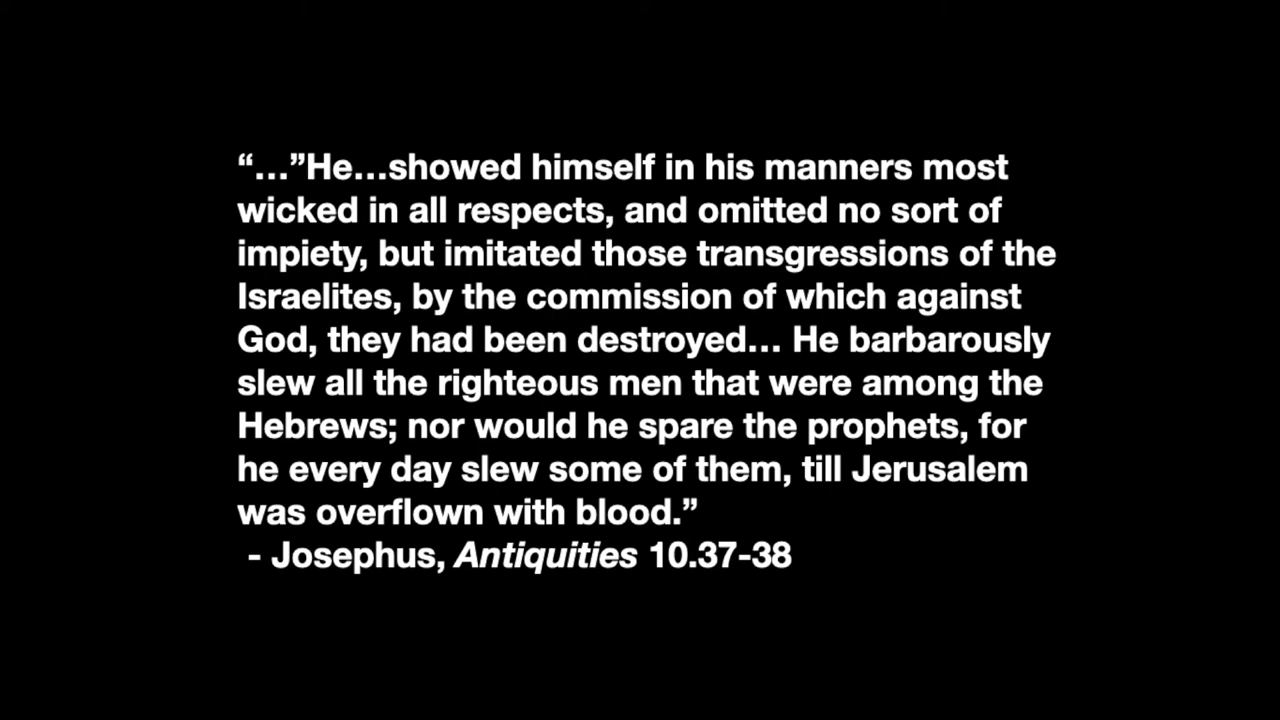 “…”He…showed himself in his manners most
wicked in all respects, and omitted no sort of
impiety, but imitated those transgressions of the
Israelites, by the commission of which against
God, they had been destroyed… He barbarously
slew all the righteous men that were among the
Hebrews; nor would he spare the prophets, for
he every day slew some of them, till Jerusalem
was overflown with blood.”
- Josephus, Antiquities 10.37-38